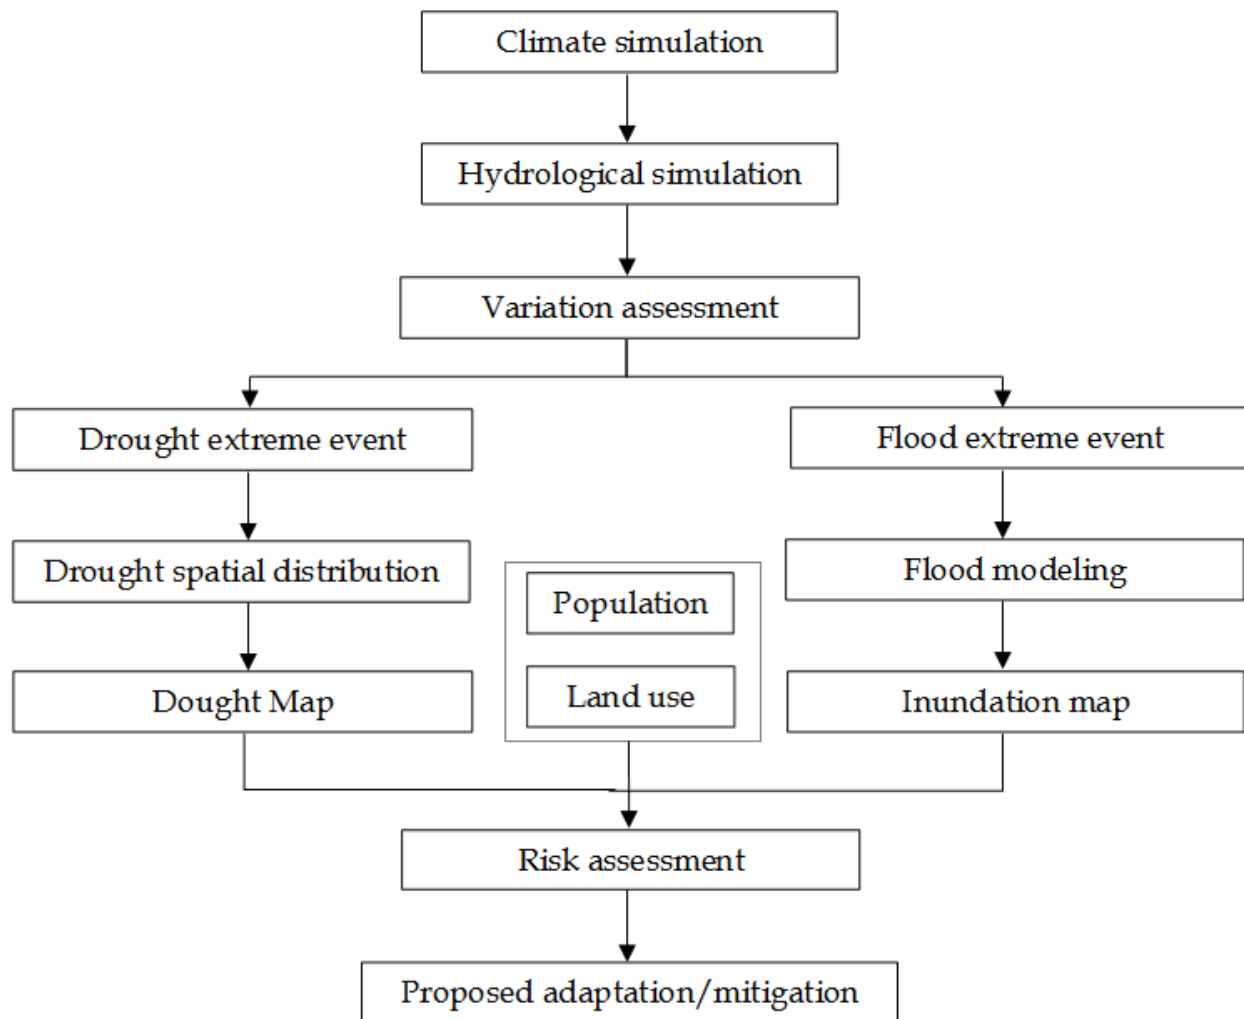 Climate simulation
Hydrological simulation
Variation assessment
Drought extreme event
Flood extreme event
Drought spatial distribution
Flood modeling
Population
Dought Map
Land use
Inundation map
Risk assessment
Proposed adaptation/mitigation